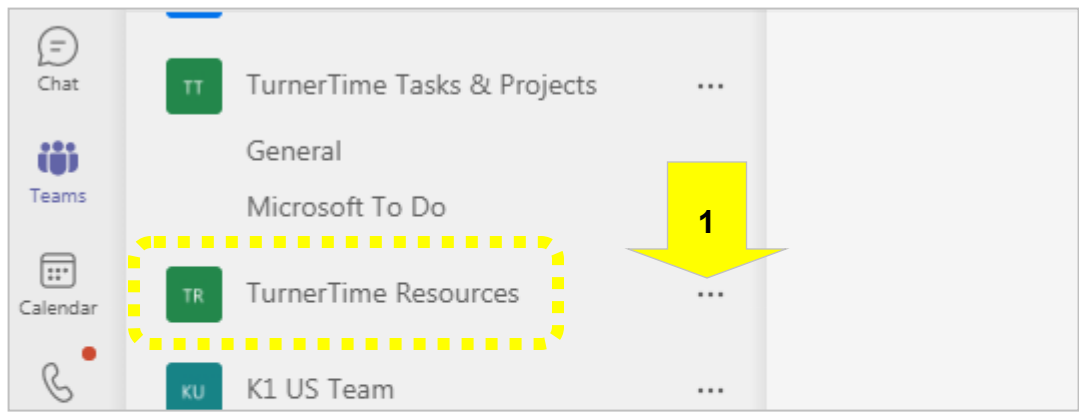 Chat
TT TurnerTime Tasks & Projects ...
General
Teams
Microsoft To Do
1
TR TurnerTime Resources ...
Calendar
KU K1 US Team ...